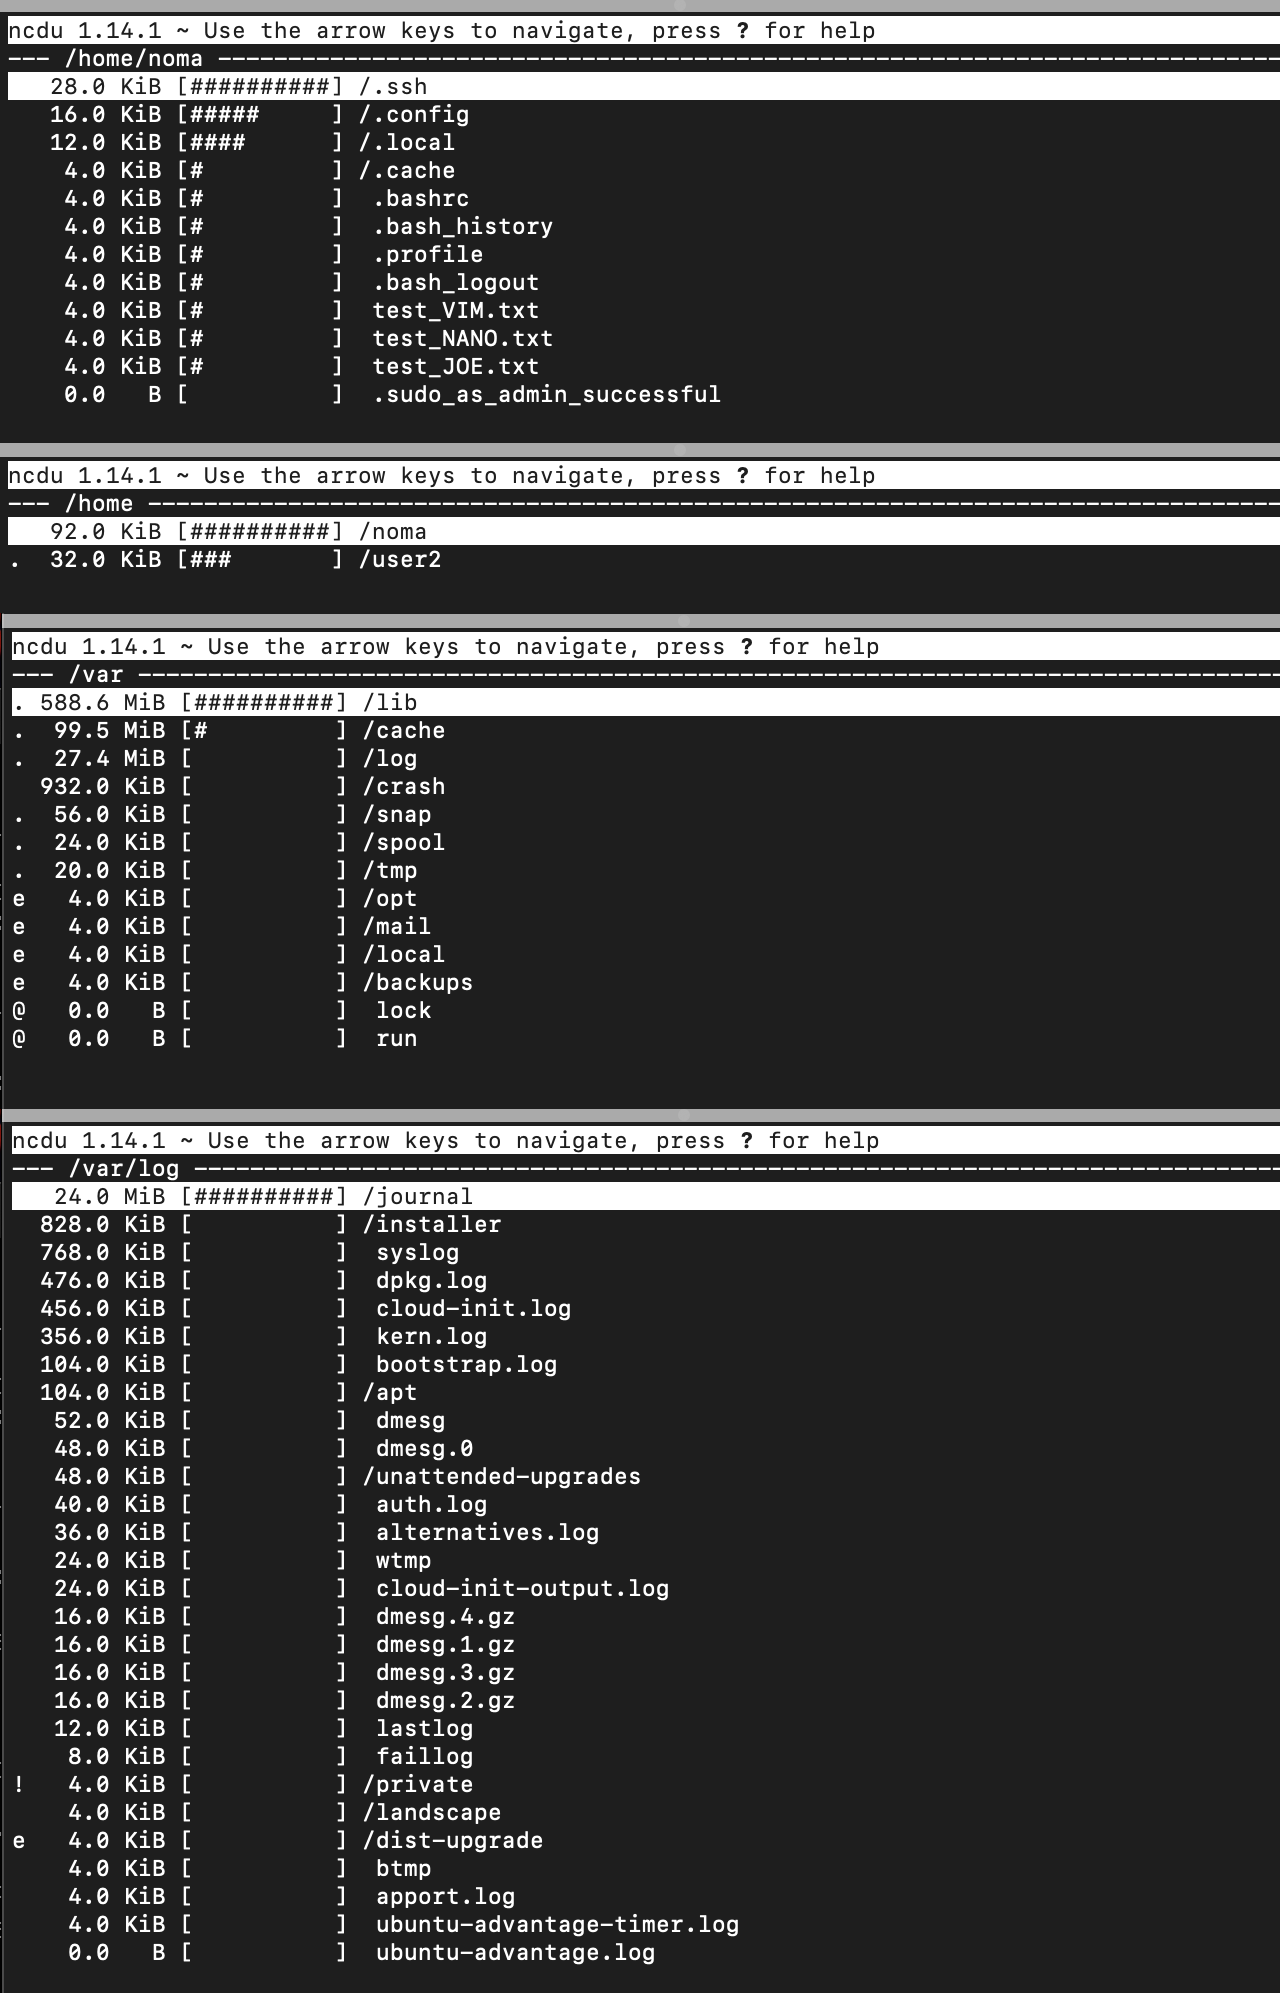 ncdu 1.14.1 ~ Use the arrow keys to navigate, press ? for help
--- /home/noma -----------------------------------------------------------------------------
   28.0 KiB [##########] /.ssh
   16.0 KiB [#####     ] /.config
   12.0 KiB [####      ] /.local
    4.0 KiB [#         ] /.cache
    4.0 KiB [#         ]  .bashrc
    4.0 KiB [#         ]  .bash_history
    4.0 KiB [#         ]  .profile
    4.0 KiB [#         ]  .bash_logout
    4.0 KiB [#         ]  test_VIM.txt
    4.0 KiB [#         ]  test_NANO.txt
    4.0 KiB [#         ]  test_JOE.txt
    0.0   B [          ]  .sudo_as_admin_successful
ncdu 1.14.1 ~ Use the arrow keys to navigate, press ? for help
--- /home ----------------------------------------------------------------------------------
   92.0 KiB [##########] /noma
.  32.0 KiB [###       ] /user2
ncdu 1.14.1 ~ Use the arrow keys to navigate, press ? for help
--- /var -----------------------------------------------------------------------------------
. 588.6 MiB [##########] /lib
.  99.5 MiB [#         ] /cache
.  27.4 MiB [          ] /log
  932.0 KiB [          ] /crash
.  56.0 KiB [          ] /snap
.  24.0 KiB [          ] /spool
.  20.0 KiB [          ] /tmp
e   4.0 KiB [          ] /opt
e   4.0 KiB [          ] /mail
e   4.0 KiB [          ] /local
e   4.0 KiB [          ] /backups
@   0.0   B [          ]  lock
@   0.0   B [          ]  run
ncdu 1.14.1 ~ Use the arrow keys to navigate, press ? for help
--- /var/log -------------------------------------------------------------------------------
   24.0 MiB [##########] /journal
  828.0 KiB [          ] /installer
  768.0 KiB [          ]  syslog
  476.0 KiB [          ]  dpkg.log
  456.0 KiB [          ]  cloud-init.log
  356.0 KiB [          ]  kern.log
  104.0 KiB [          ]  bootstrap.log
  104.0 KiB [          ] /apt
   52.0 KiB [          ]  dmesg
   48.0 KiB [          ]  dmesg.0
   48.0 KiB [          ] /unattended-upgrades
   40.0 KiB [          ]  auth.log
   36.0 KiB [          ]  alternatives.log
   24.0 KiB [          ]  wtmp
   24.0 KiB [          ]  cloud-init-output.log
   16.0 KiB [          ]  dmesg.4.gz
   16.0 KiB [          ]  dmesg.1.gz
   16.0 KiB [          ]  dmesg.3.gz
   16.0 KiB [          ]  dmesg.2.gz
   12.0 KiB [          ]  lastlog
    8.0 KiB [          ]  faillog
!   4.0 KiB [          ] /private
    4.0 KiB [          ] /landscape
e   4.0 KiB [          ] /dist-upgrade
    4.0 KiB [          ]  btmp
    4.0 KiB [          ]  apport.log
    4.0 KiB [          ]  ubuntu-advantage-timer.log
    0.0   B [          ]  ubuntu-advantage.log